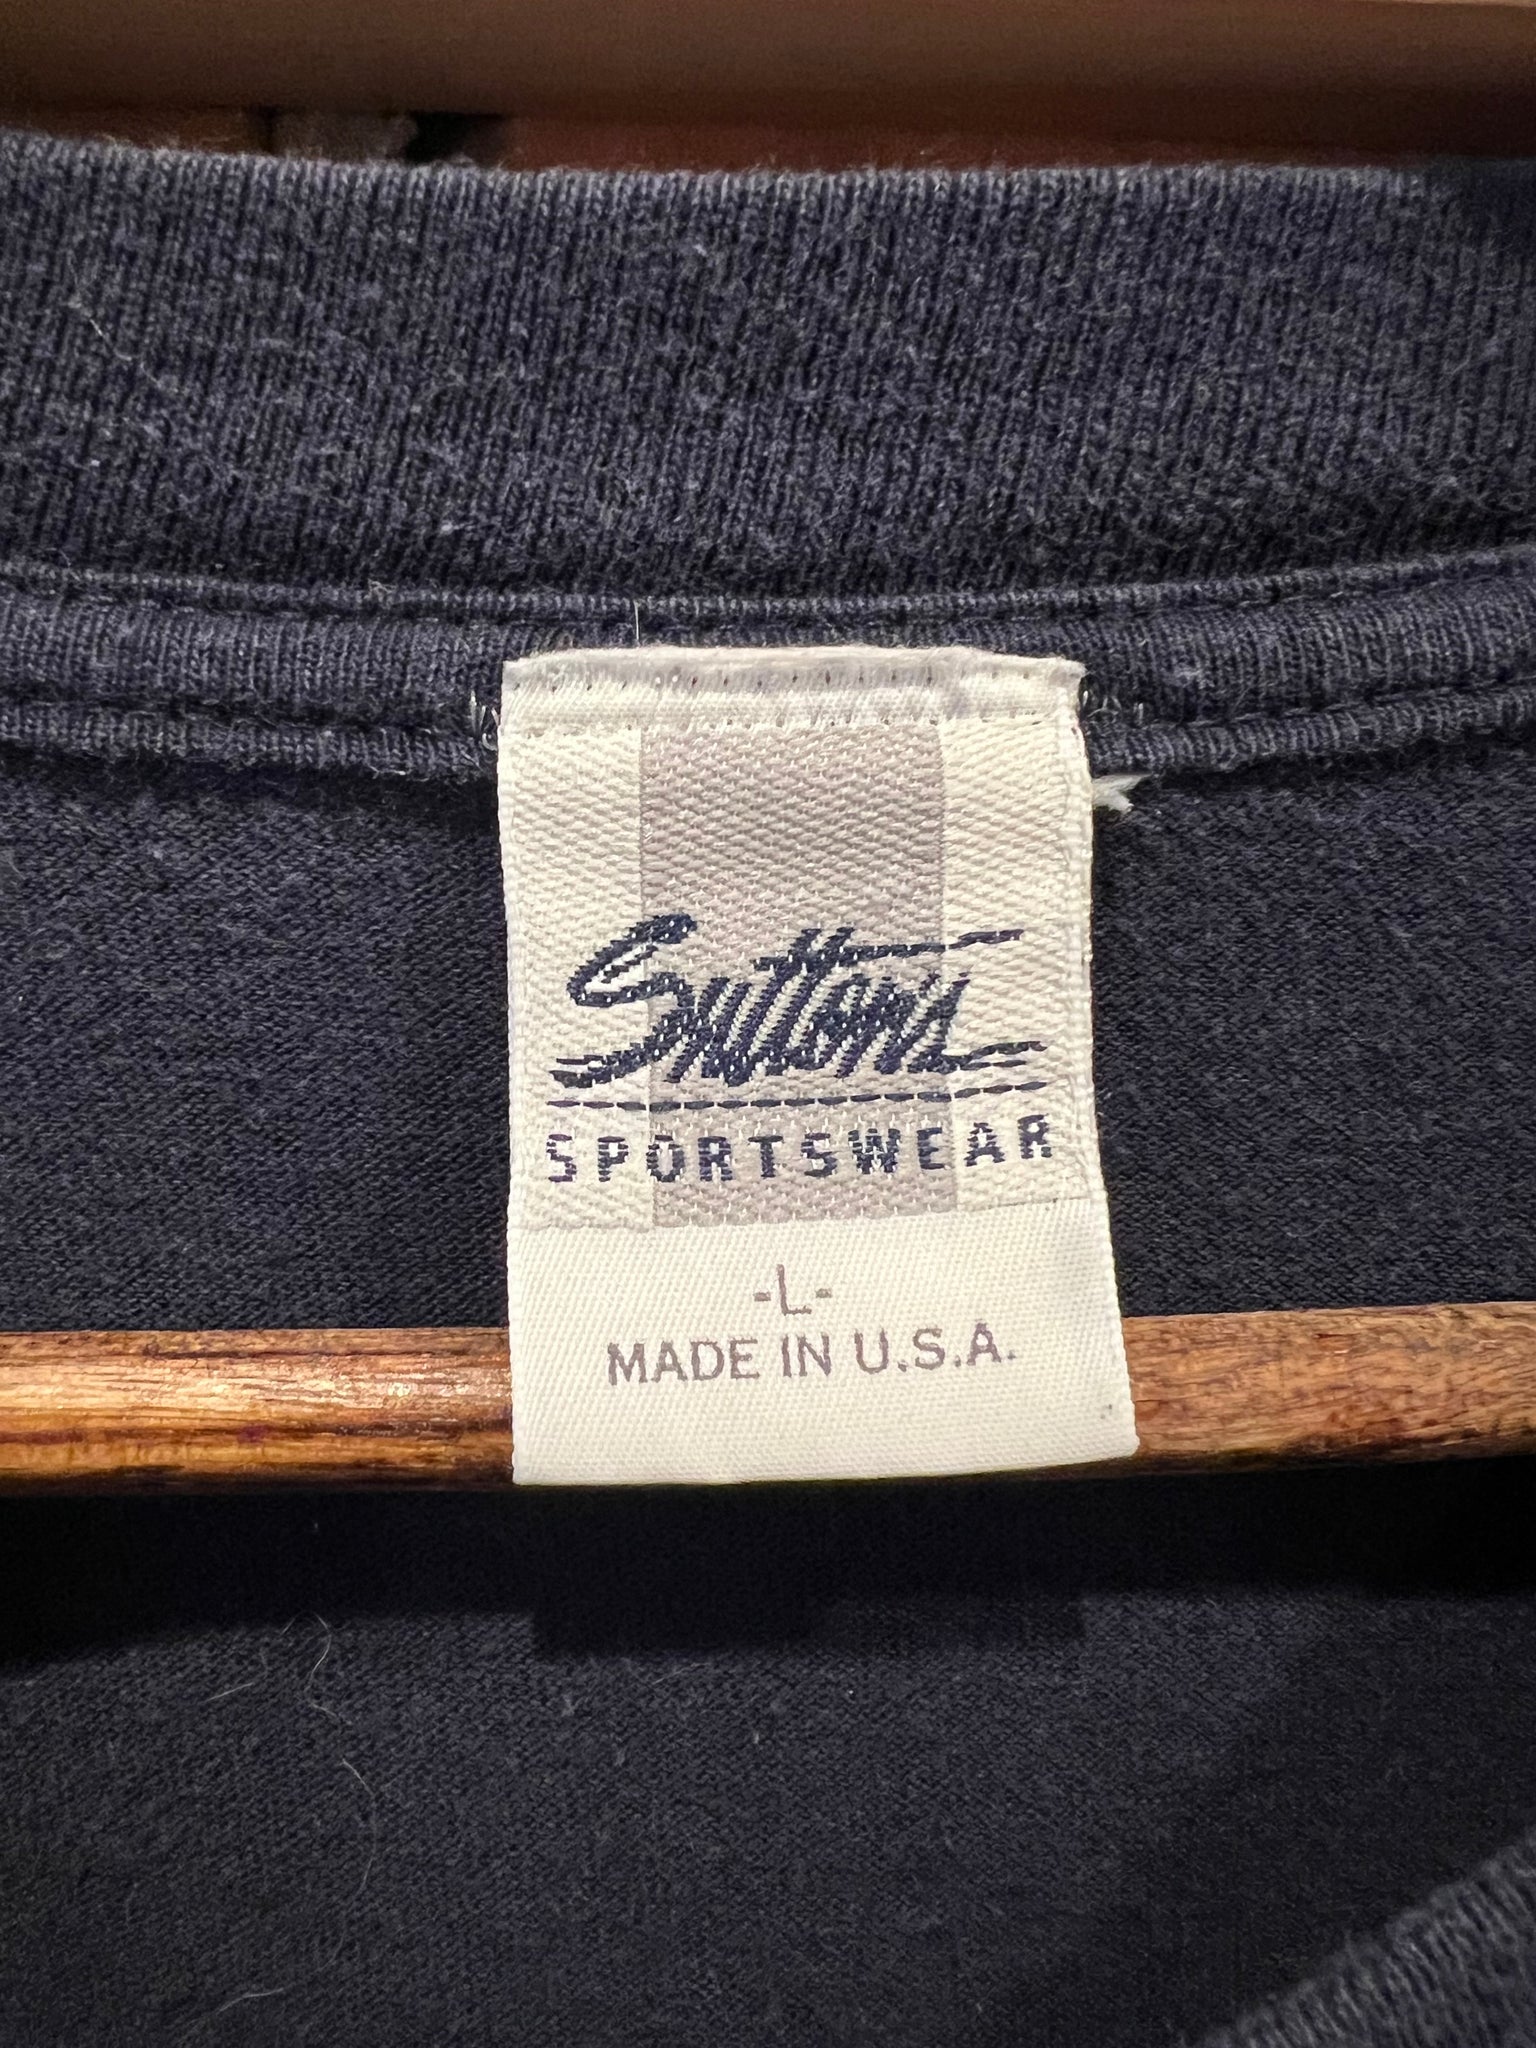 Suttons
SPORTSWEAR
-L-
MADE IN U.S.A.